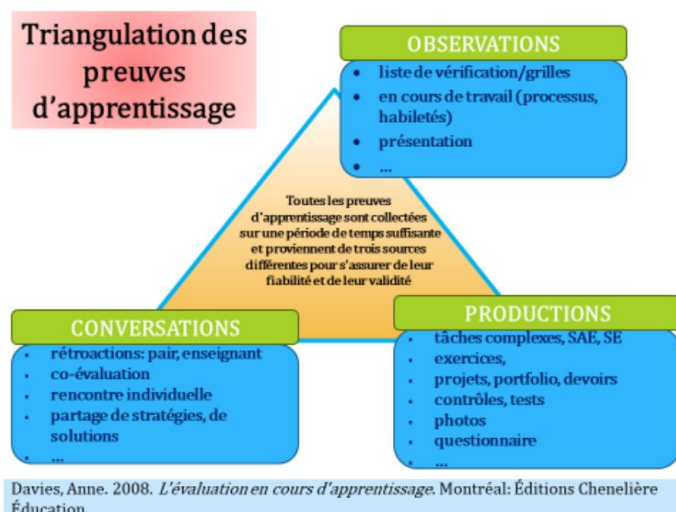 Triangulation des
preuves
d'apprentissage
OBSERVATIONS
• liste de vérification/grilles
• en cours de travail (processus,
habiletés)
• présentation
• ...
Toutes les preuves
d'apprentissage sont collectées
sur une période de temps suffisante
et proviennent de trois sources
différentes pour s'assurer de leur
fiabilité et de leur validité
CONVERSATIONS
• rétroactions: pair, enseignant
• co-évaluation
• rencontre individuelle
• partage de stratégies, de
solutions
• ...
PRODUCTIONS
• tâches complexes, SAE, SE
• exercices,
• projets, portfolio, devoirs
• contrôles, tests
• photos
• questionnaire
• ...
Davies, Anne. 2008. L'évaluation en cours d'apprentissage. Montréal: Éditions Chenelière
Éducation.